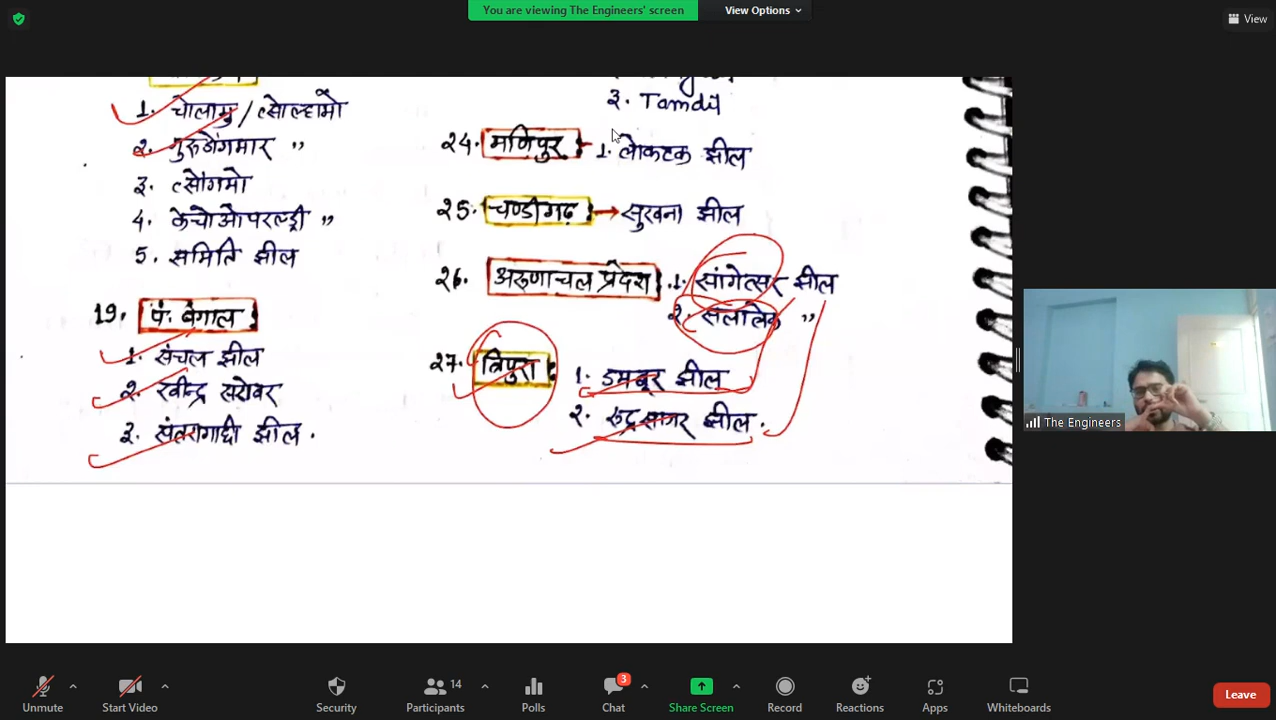 You are viewing The Engineers' screen
View Options
View
1. चोलामु / त्सोल्हामो
2. गुरुडोंगमार "
3. त्सोंगमो
4. केचोओपरल्ड्री "
5. समिति झील
19. पं. बंगाल
1. संचल झील
2. रवीन्द्र सरोवर
3. संतरागाछी झील .
3. Tamdil
24. मणिपुर 1. लोकटक झील
25. चण्डीगढ़ → सुखना झील
26. अरुणाचल प्रदेश . 1. सांगेत्सर झील
2. सेलालेक "
27. त्रिपुरा
1. डमबूर झील
2. रुद्रसागर झील .
The Engineers
Unmute
Start Video
Security
14
Participants
Polls
3
Chat
Share Screen
Record
Reactions
Apps
Whiteboards
Leave